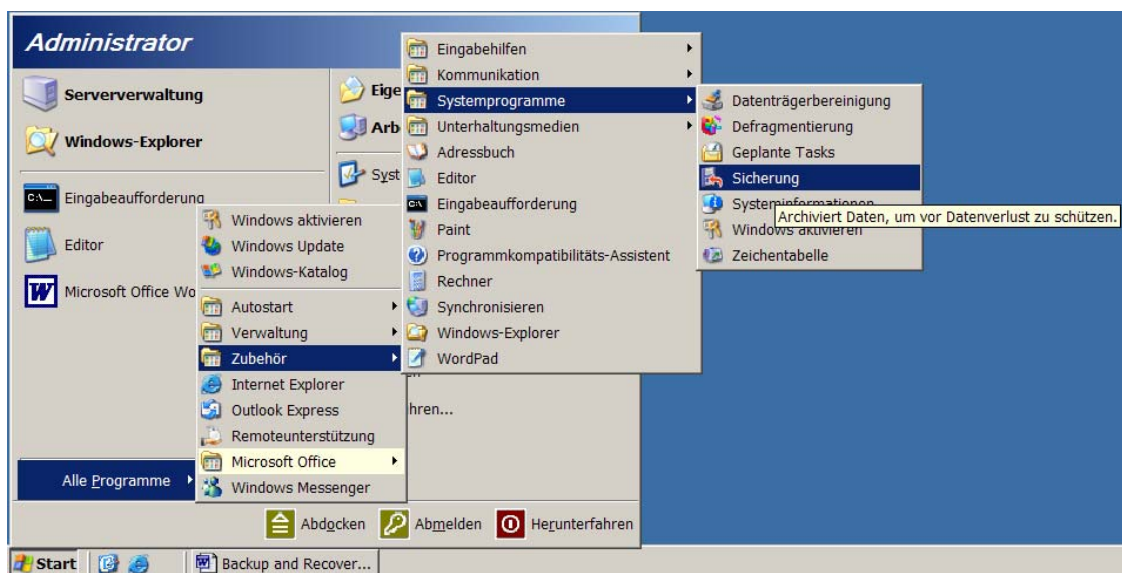 Administrator
Serververwaltung
Windows-Explorer
Eingabeaufforderung
Editor
Microsoft Office Wo
Alle Programme
Eige
Arb
Syst
hren...
Windows aktivieren
Windows Update
Windows-Katalog
Autostart
Verwaltung
Zubehör
Internet Explorer
Outlook Express
Remoteunterstützung
Microsoft Office
Windows Messenger
Eingabehilfen
Kommunikation
Systemprogramme
Unterhaltungsmedien
Adressbuch
Editor
Eingabeaufforderung
Paint
Programmkompatibilitäts-Assistent
Rechner
Synchronisieren
Windows-Explorer
WordPad
Datenträgerbereinigung
Defragmentierung
Geplante Tasks
Sicherung
Systeminformationen
Archiviert Daten, um vor Datenverlust zu schützen.
Windows aktivieren
Zeichentabelle
Abdocken
Abmelden
Herunterfahren
Start
Backup and Recover...